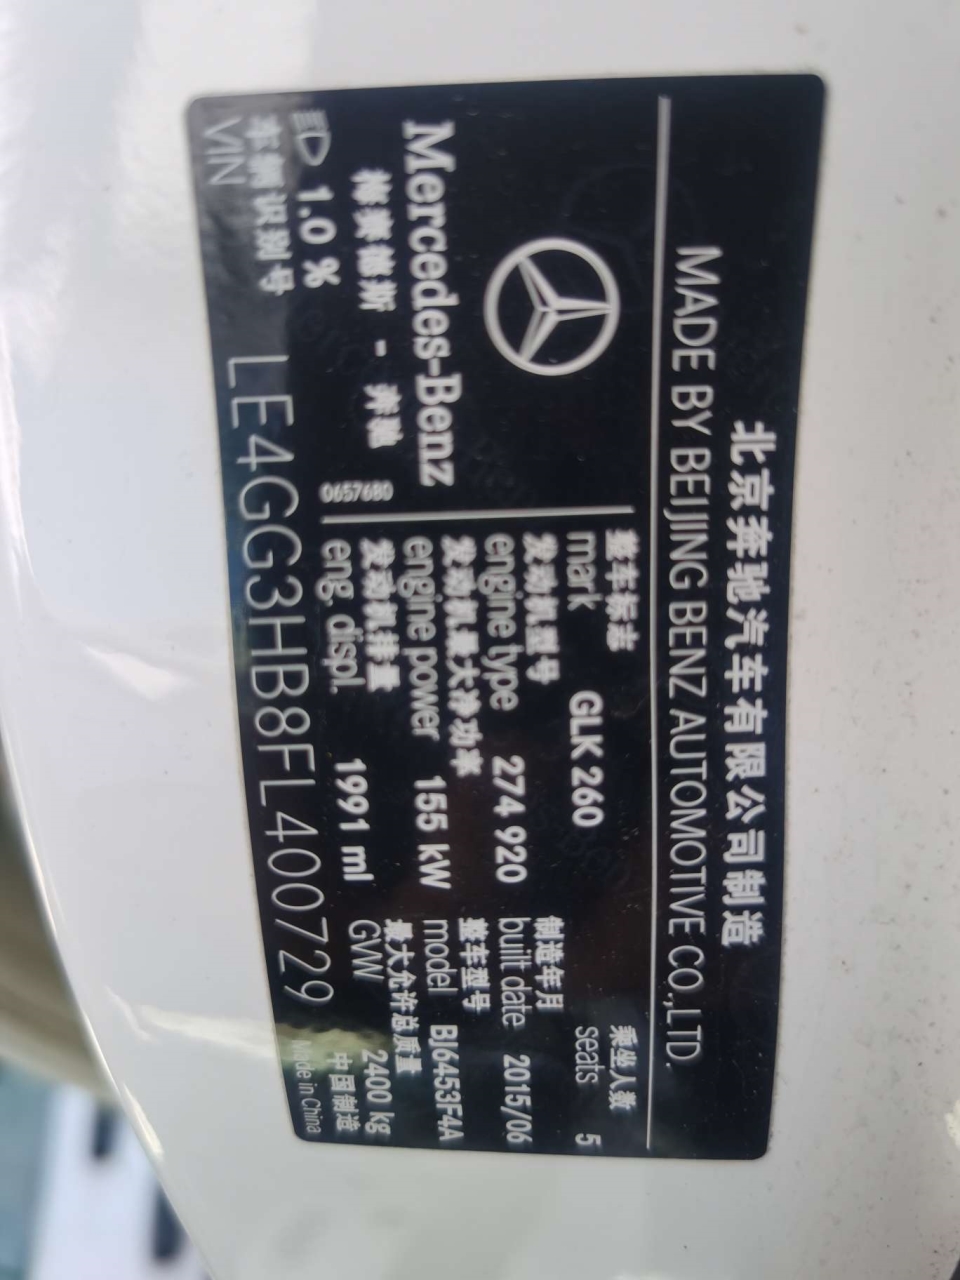 北京奔驰汽车有限公司制造
MADE BY BEIJING BENZ AUTOMOTIVE CO.,LTD.
Mercedes-Benz
梅赛德斯 - 奔驰
1.0 %
0657680
整车标志
mark GLK 260
乘坐人数
seats 5
发动机型号
engine type 274 920
制造年月
built date 2015/06
发动机最大净功率
engine power 155 kW
整车型号
model BJ6453F4A
发动机排量
eng. displ. 1991 ml
最大允许总质量
GVW 2400 kg
车辆识别号
VIN LE4GG3HB8FL400729
中国制造
Made in China